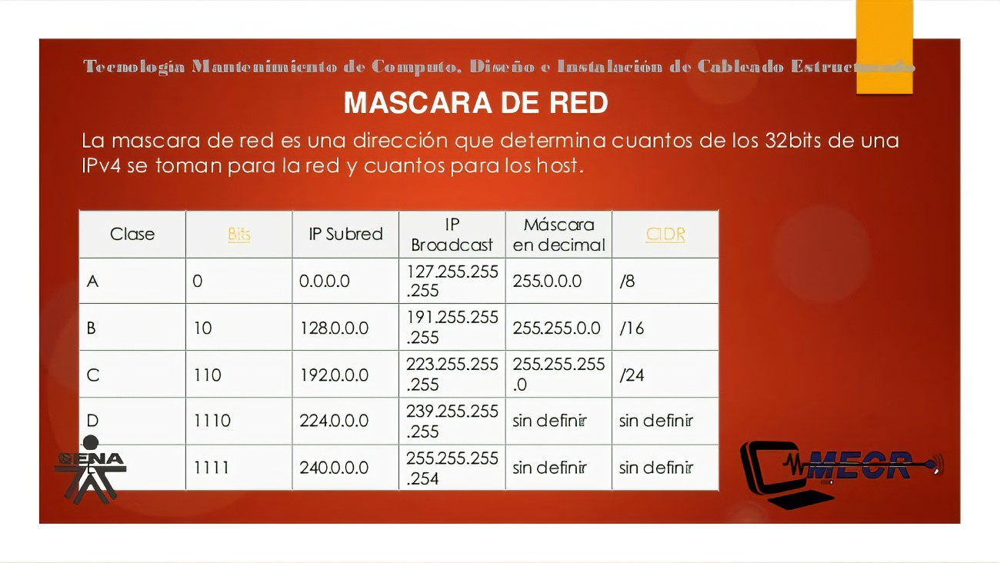 Tecnología Mantenimiento de Computo. Diseño e Instalación de Cableado
MASCARA DE RED
La mascara de red es una dirección que determina cuantos de los 32bits de una
IPv4 se toman para la red y cuantos para los host.
Clase Bits IP Subred IP Broadcast Máscara en decimal CIDR
A 0 0.0.0.0 127.255.255.255 255.0.0.0 /8
B 10 128.0.0.0 191.255.255.255 255.255.0.0 /16
C 110 192.0.0.0 223.255.255.255 255.255.255.0 /24
D 1110 224.0.0.0 239.255.255.255 sin definir sin definir
1111 240.0.0.0 255.255.255.254 sin definir sin definir
SENA
MECR